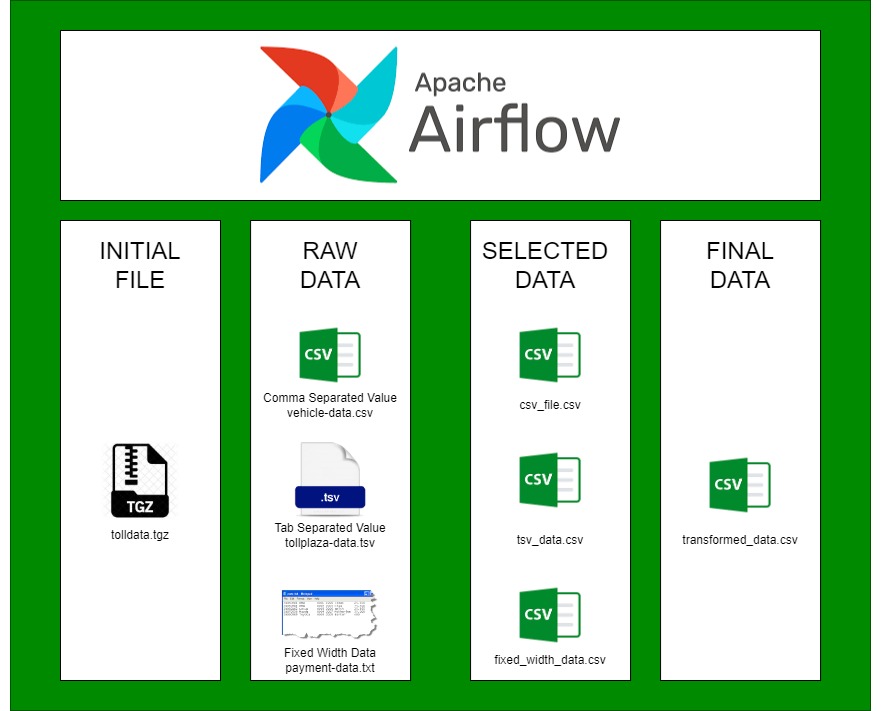 Apache
Airflow
INITIAL
FILE
TGZ
tolldata.tgz
RAW
DATA
CSV
Comma Separated Value
vehicle-data.csv
.tsv
Tab Separated Value
tollplaza-data.tsv
Fixed Width Data
payment-data.txt
SELECTED
DATA
CSV
csv_file.csv
CSV
tsv_data.csv
CSV
fixed_width_data.csv
FINAL
DATA
CSV
transformed_data.csv